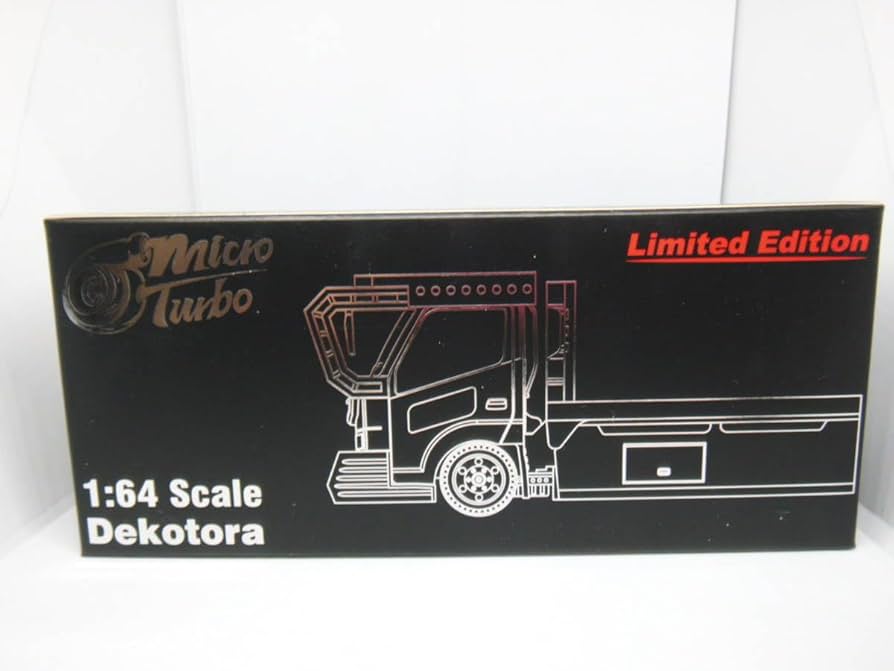 Micro
Turbo
Limited Edition
1:64 Scale
Dekotora